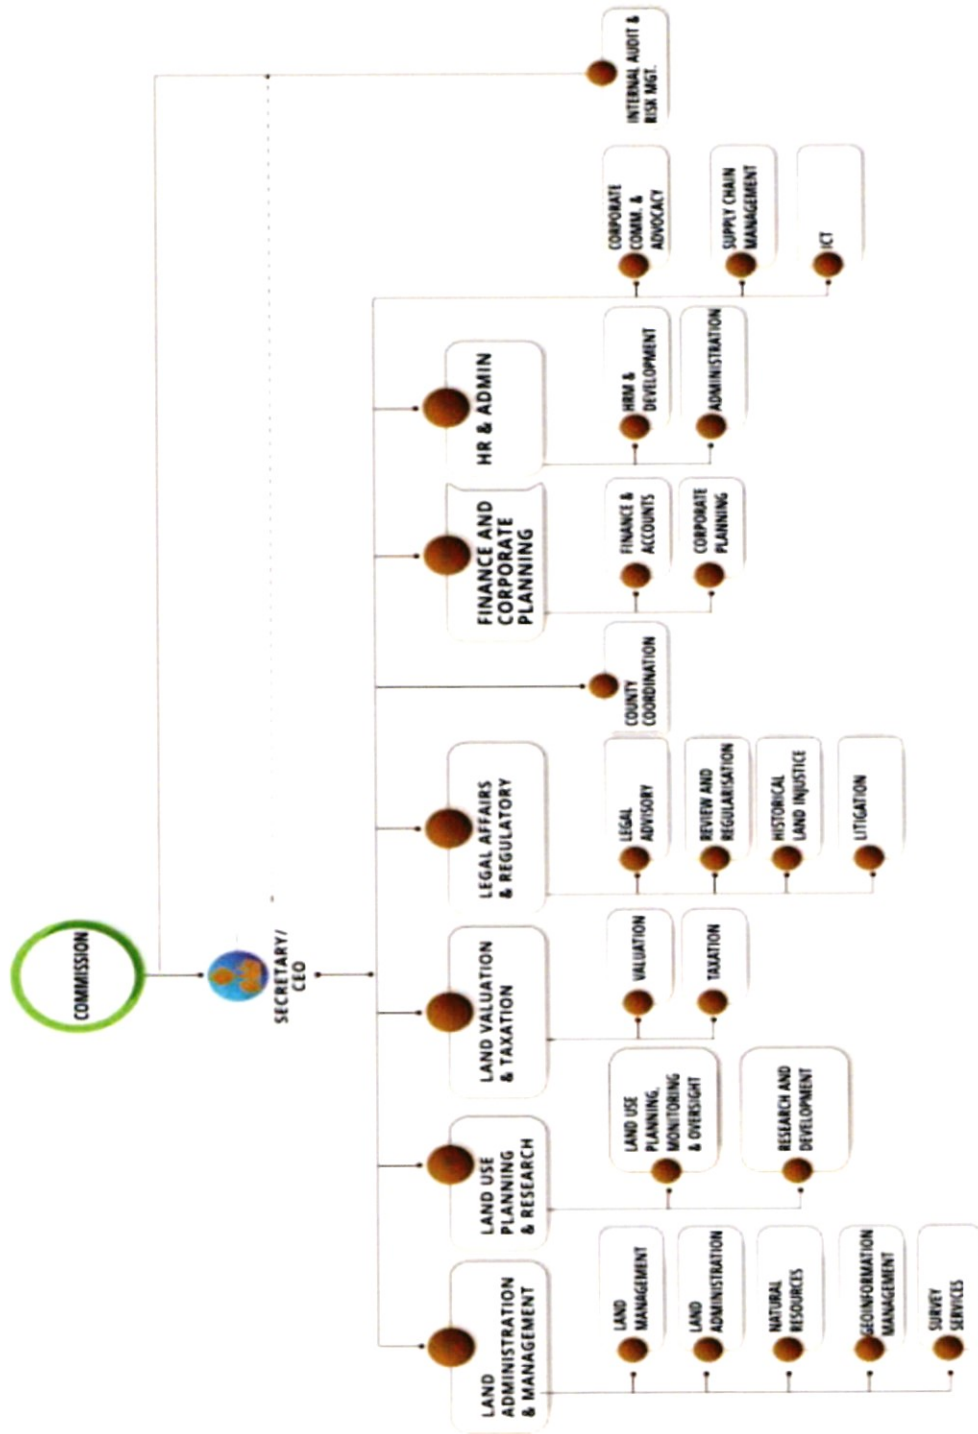 COMMISSION
SECRETARY/
CEO
LAND
ADMINISTRATION
& MANAGEMENT
LAND
MANAGEMENT
LAND
ADMINISTRATION
NATURAL
RESOURCES
GEOINFORMATION
MANAGEMENT
SURVEY
SERVICES
LAND USE
PLANNING
& RESEARCH
LAND USE
PLANNING,
MONITORING
& OVERSIGHT
RESEARCH AND
DEVELOPMENT
LAND VALUATION
& TAXATION
VALUATION
TAXATION
LEGAL AFFAIRS
& REGULATORY
LEGAL
ADVISORY
REVIEW AND
REGULARISATION
HISTORICAL
LAND INJUSTICE
LITIGATION
COUNTY
COORDINATION
FINANCE AND
CORPORATE
PLANNING
FINANCE &
ACCOUNTS
CORPORATE
PLANNING
HR & ADMIN
HRM &
DEVELOPMENT
ADMINISTRATION
CORPORATE
COMM. &
ADVOCACY
SUPPLY CHAIN
MANAGEMENT
ICT
INTERNAL AUDIT &
RISK MGT.